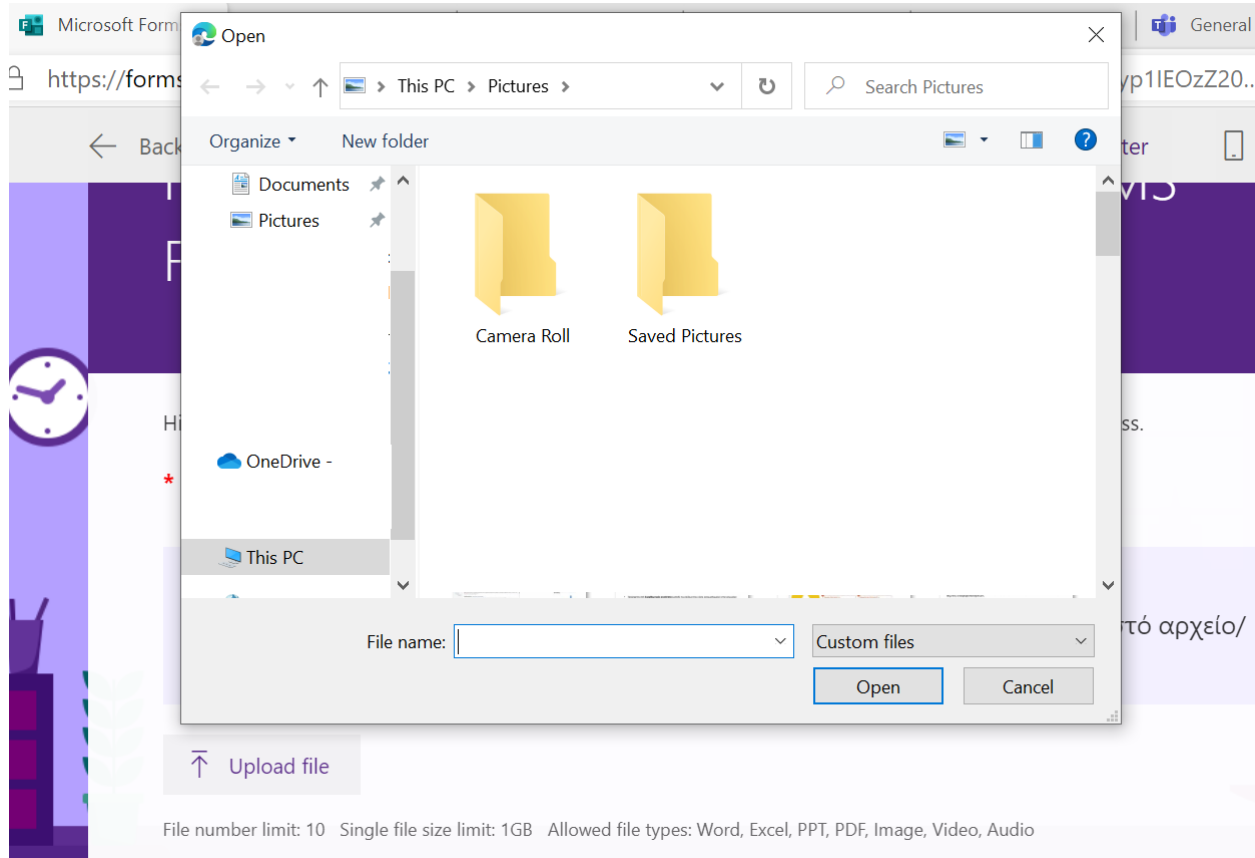 Microsoft Form
Open
General
https://forms
This PC > Pictures >
Search Pictures
yp1IEOzZ20..
Back
Organize
New folder
?
ter
Documents
Pictures
Camera Roll
Saved Pictures
Hi
ss.
*
OneDrive -
This PC
File name:
Custom files
τό αρχείο/
Open
Cancel
Upload file
File number limit: 10 Single file size limit: 1GB Allowed file types: Word, Excel, PPT, PDF, Image, Video, Audio